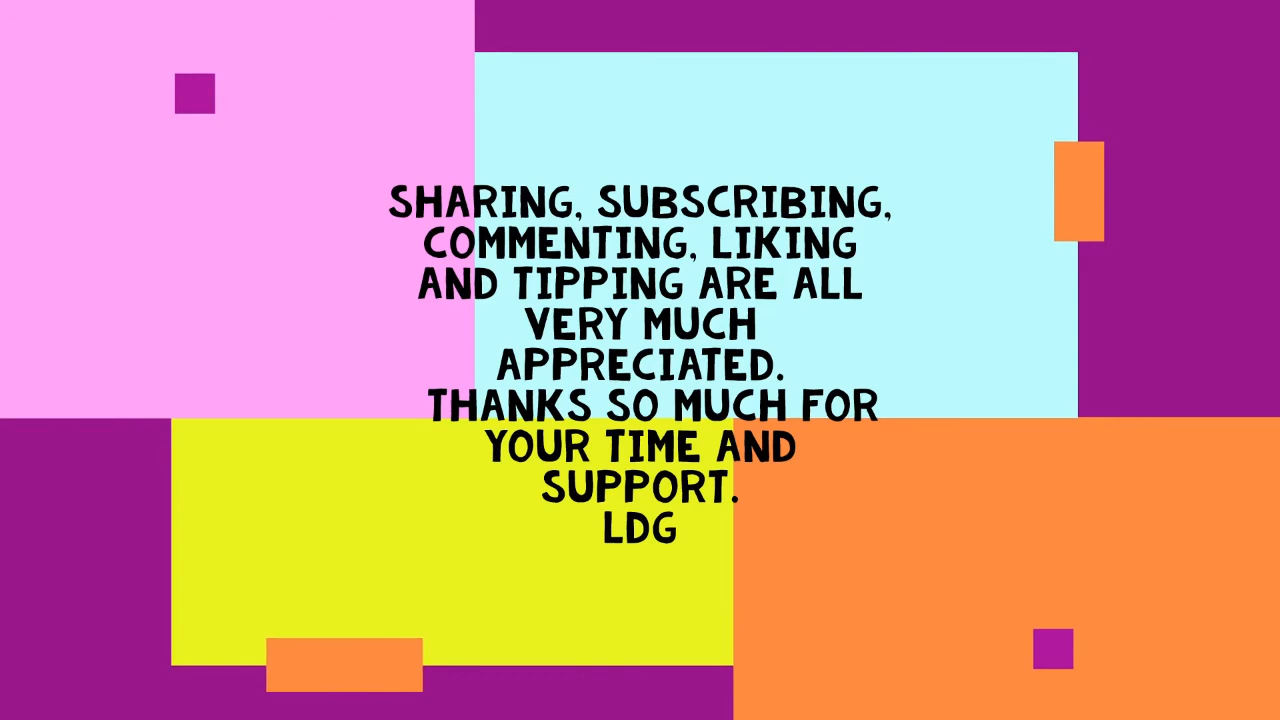 SHARING, SUBSCRIBING,
COMMENTING, LIKING
AND TIPPING ARE ALL
VERY MUCH
APPRECIATED.
THANKS SO MUCH FOR
YOUR TIME AND
SUPPORT.
LDG